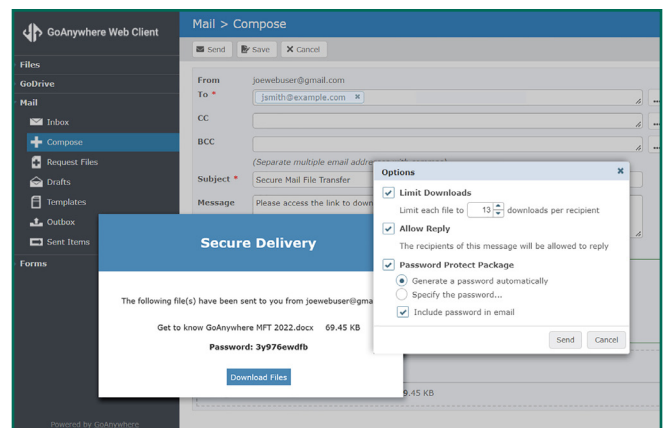 GoAnywhere Web Client
Files
GoDrive
Mail
Inbox
Compose
Request Files
Drafts
Templates
Outbox
Sent Items
Forms
Powered by GoAnywhere
Mail > Compose
Send Save Cancel
From joewebuser@gmail.com
To * jsmith@example.com
CC
BCC
(Separate multiple email addresses with commas)
Subject * Secure Mail File Transfer
Message Please access the link to down
Options
Limit Downloads
Limit each file to 13 downloads per recipient
Allow Reply
The recipients of this message will be allowed to reply
Password Protect Package
Generate a password automatically
Specify the password...
Include password in email
Send Cancel
Secure Delivery
The following file(s) have been sent to you from joewebuser@gma
Get to know GoAnywhere MFT 2022.docx 69.45 KB
Password: 3y976ewdfb
Download Files
9.45 KB